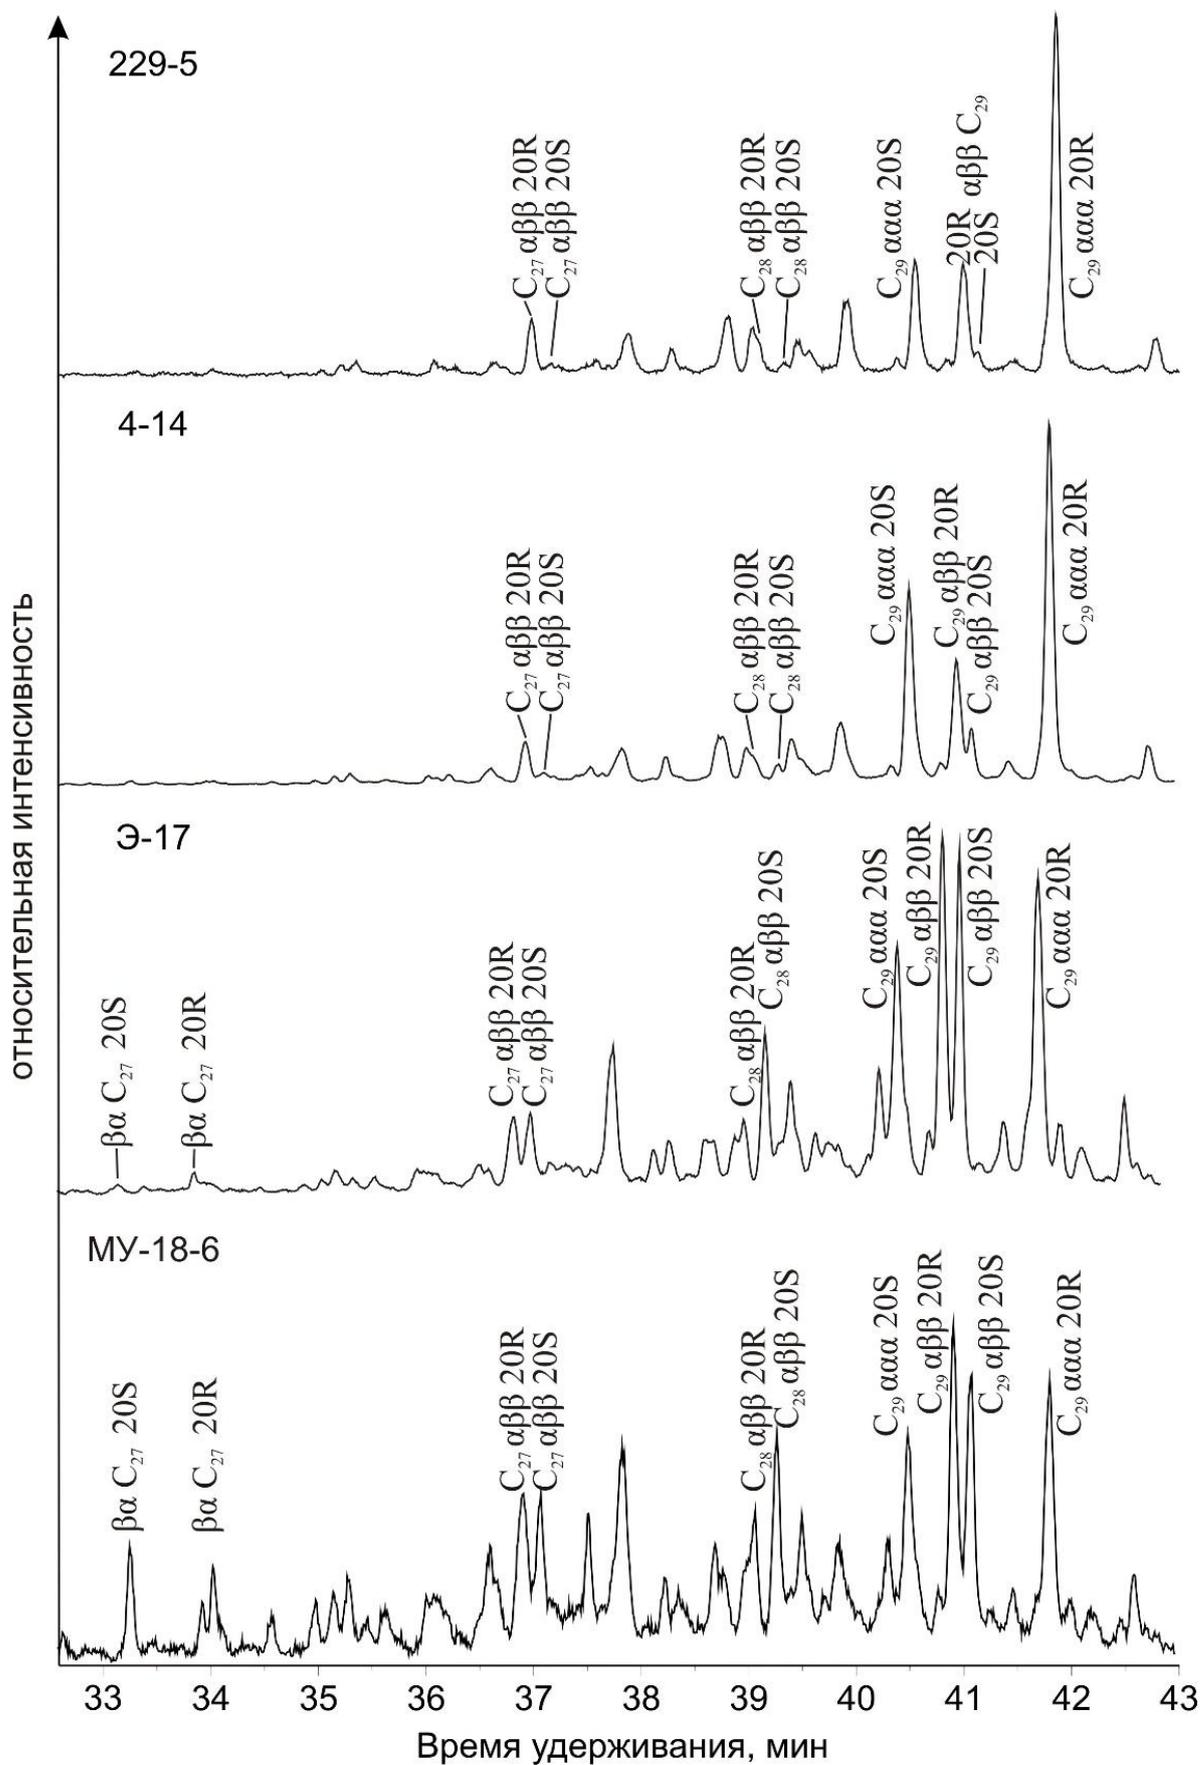 229-5
C27 αββ 20R
C27 αββ 20S
C28 αββ 20R
C28 αββ 20S
C29 ααα 20S
20R αββ C29
20S
C29 ααα 20R
4-14
C27 αββ 20R
C27 αββ 20S
C28 αββ 20R
C28 αββ 20S
C29 ααα 20S
C29 αββ 20R
C29 αββ 20S
C29 ααα 20R
Э-17
βα C27 20S
βα C27 20R
C27 αββ 20R
C27 αββ 20S
C28 αββ 20R
C28 αββ 20S
C29 ααα 20S
C29 αββ 20R
C29 αββ 20S
C29 ααα 20R
МУ-18-6
βα C27 20S
βα C27 20R
C27 αββ 20R
C27 αββ 20S
C28 αββ 20R
C28 αββ 20S
C29 ααα 20S
C29 αββ 20R
C29 αββ 20S
C29 ααα 20R
относительная интенсивность
33 34 35 36 37 38 39 40 41 42 43
Время удерживания, мин